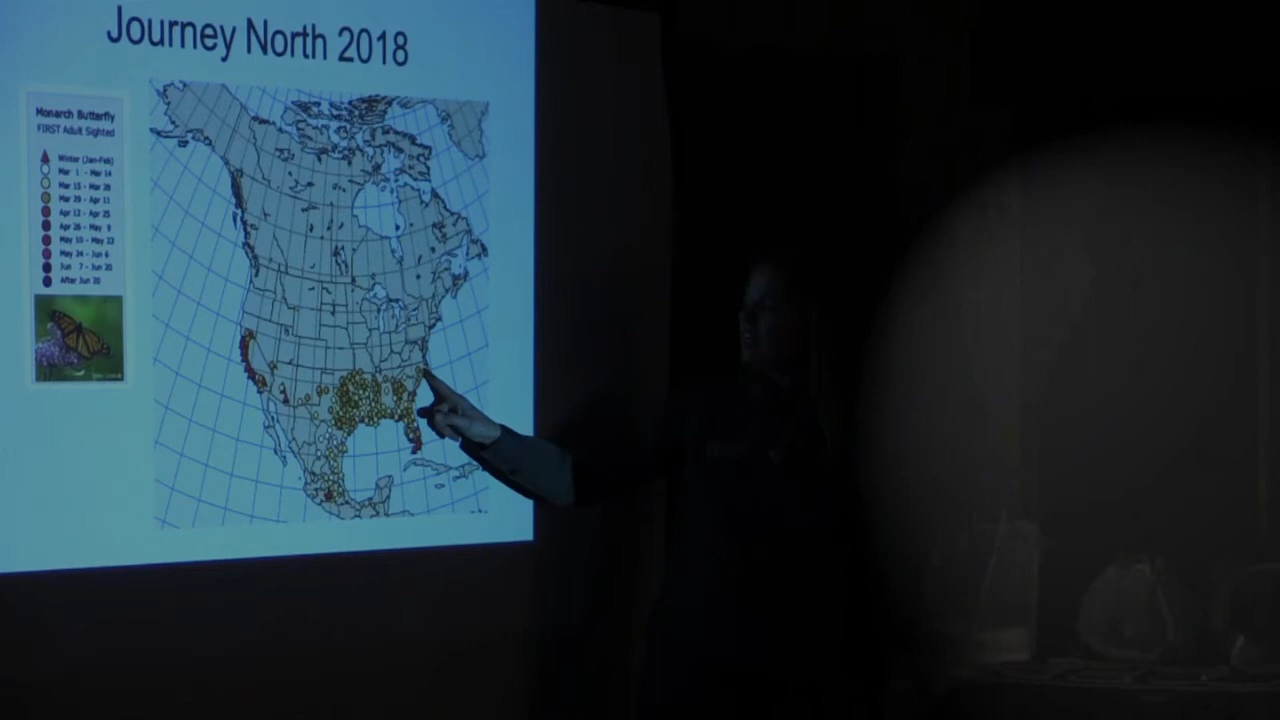 Journey North 2018
Monarch Butterfly
FIRST Adult Sighted
Winter (Jan-Feb)
Mar 1 - Mar 14
Mar 15 - Mar 28
Mar 29 - Apr 11
Apr 12 - Apr 25
Apr 26 - May 9
May 10 - May 23
May 24 - Jun 6
Jun 7 - Jun 20
After Jun 20